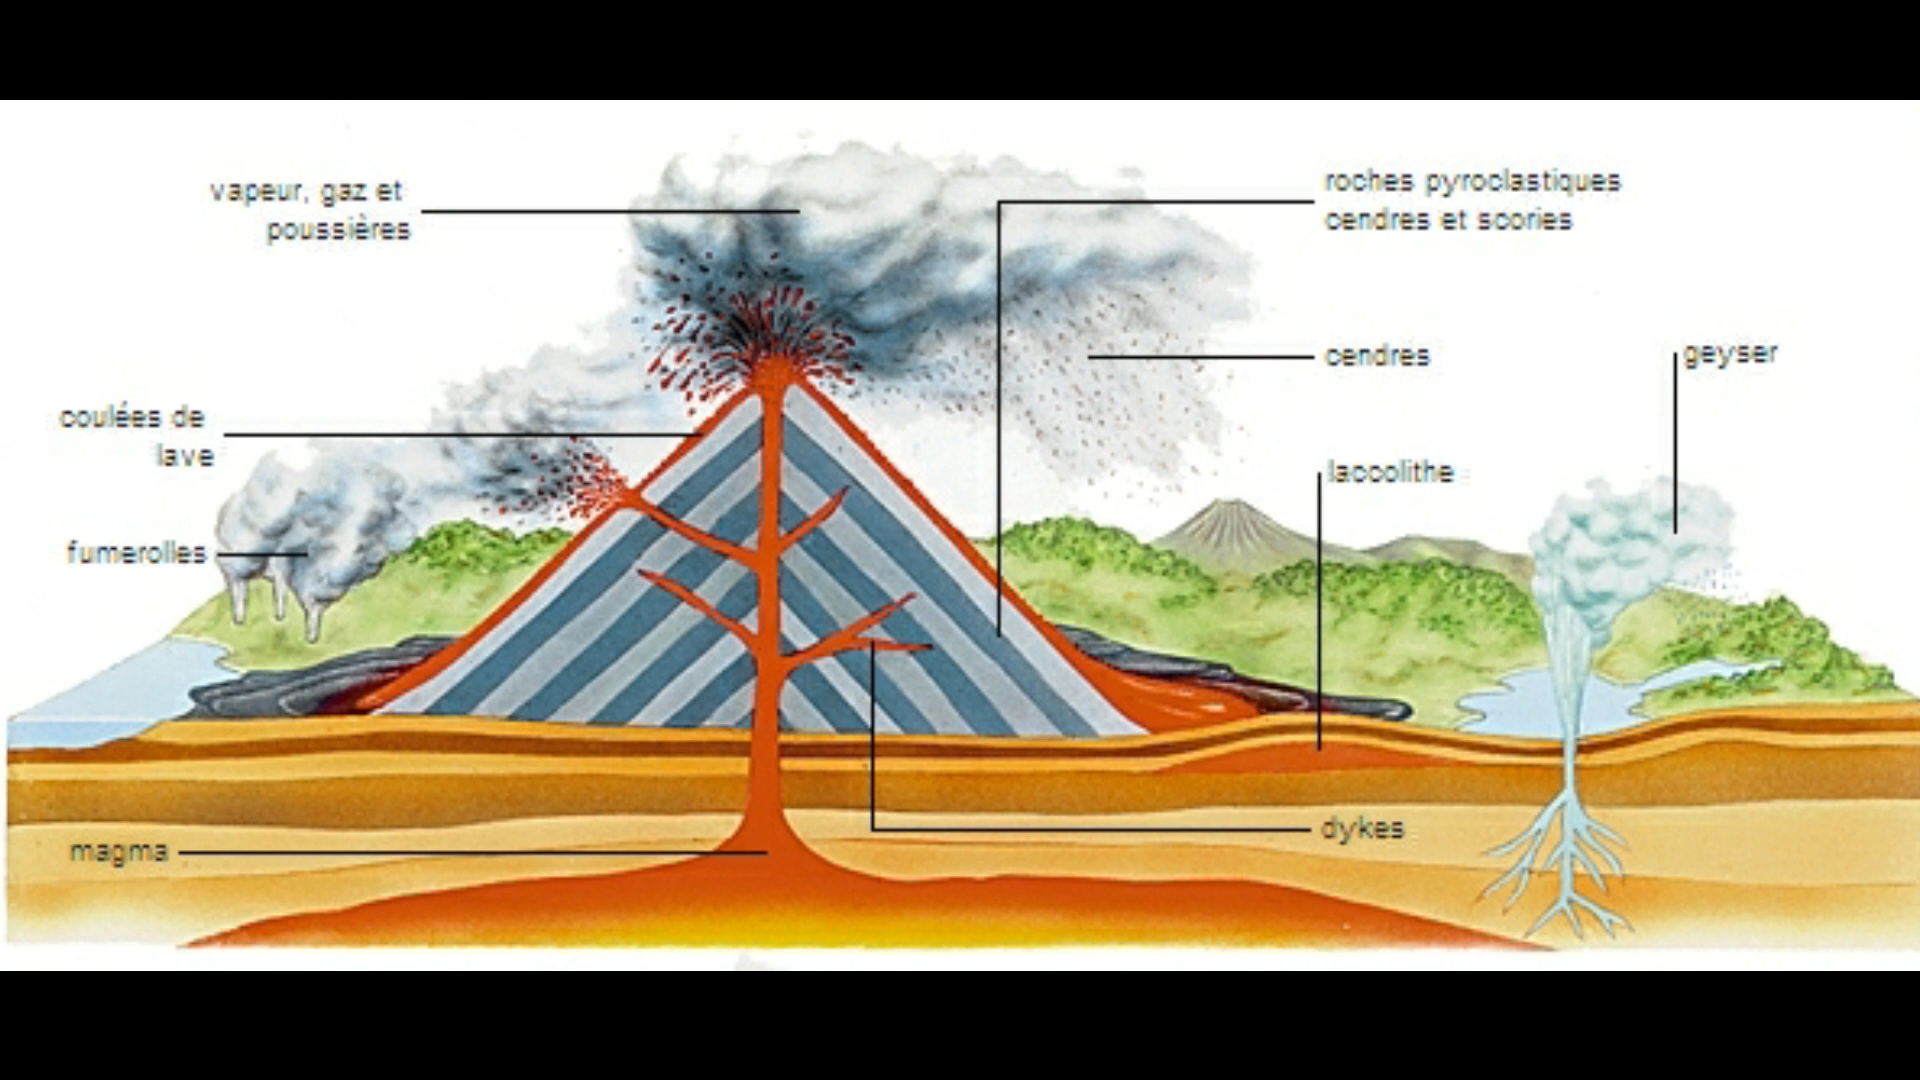 vapeur, gaz et
poussières
roches pyroclastiques
cendres et scories
cendres
geyser
coulées de
lave
laccolithe
fumerolles
dykes
magma